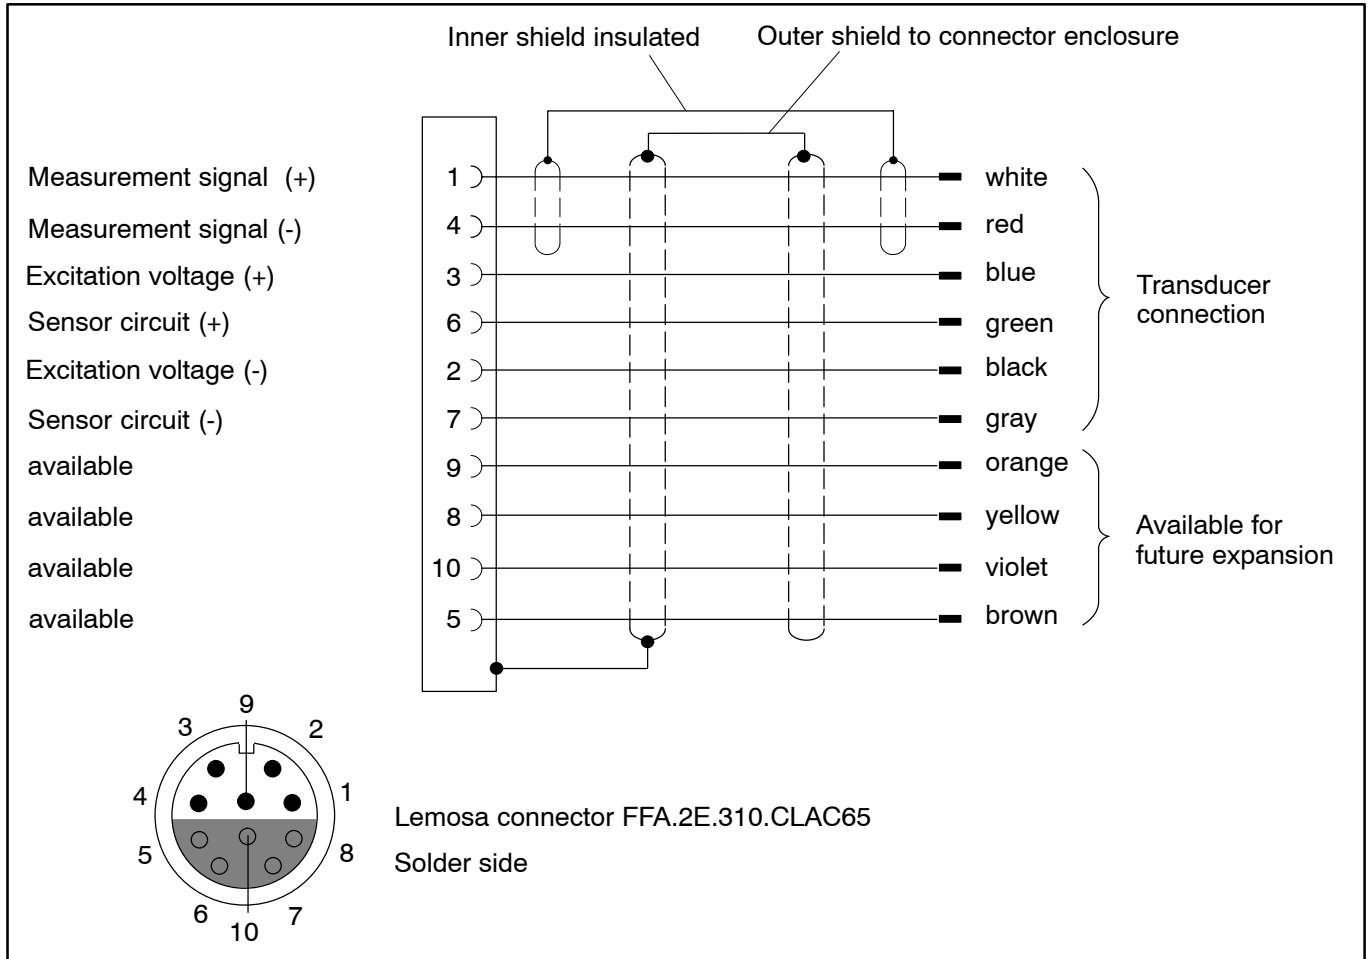 Inner shield insulated
Outer shield to connector enclosure
Measurement signal (+) 1 white
Measurement signal (-) 4 red
Excitation voltage (+) 3 blue
Sensor circuit (+) 6 green
Excitation voltage (-) 2 black
Sensor circuit (-) 7 gray
Transducer
connection
available 9 orange
available 8 yellow
available 10 violet
available 5 brown
Available for
future expansion
9
3 2
4 1
5 8
6 7
10
Lemosa connector FFA.2E.310.CLAC65
Solder side